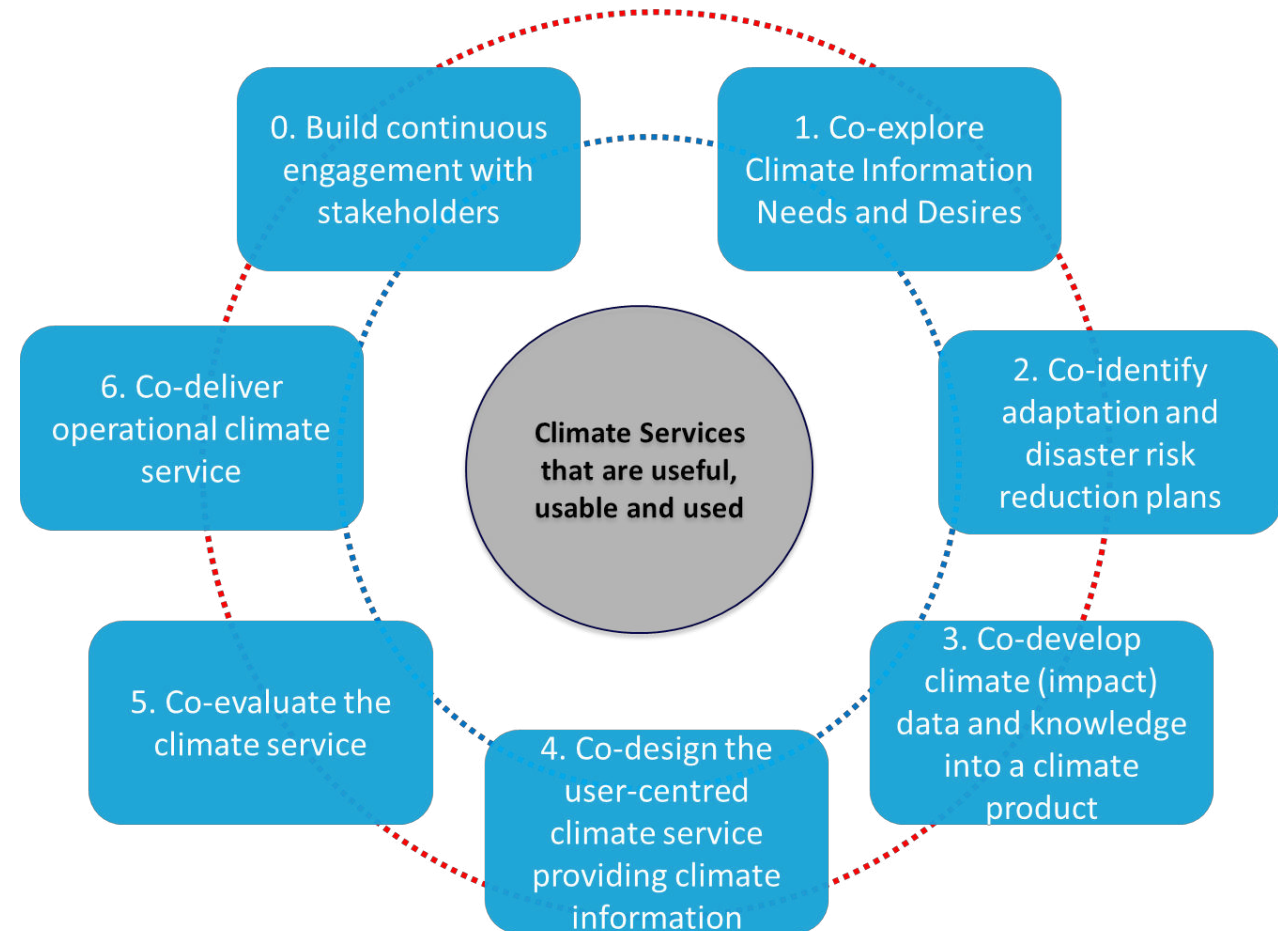 0. Build continuous
engagement with
stakeholders
1. Co-explore
Climate Information
Needs and Desires
2. Co-identify
adaptation and
disaster risk
reduction plans
3. Co-develop
climate (impact)
data and knowledge
into a climate
product
4. Co-design the
user-centred
climate service
providing climate
information
5. Co-evaluate the
climate service
6. Co-deliver
operational climate
service
Climate Services
that are useful,
usable and used